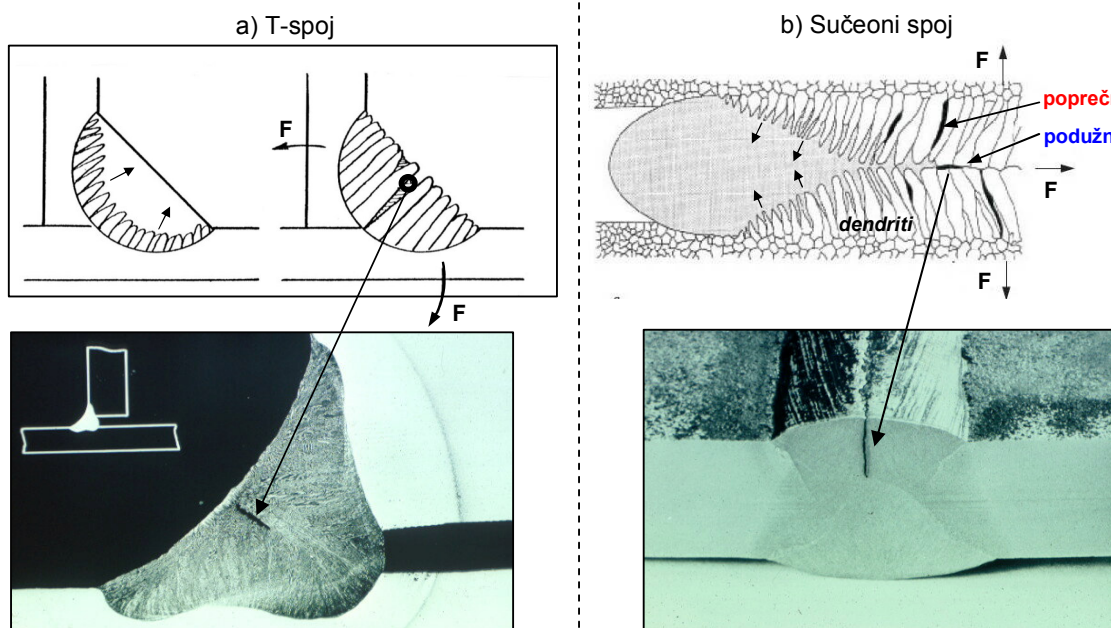 a) T-spoj
b) Sučeoni spoj
F
F
F
popreč
podužn
F
dendriti
F